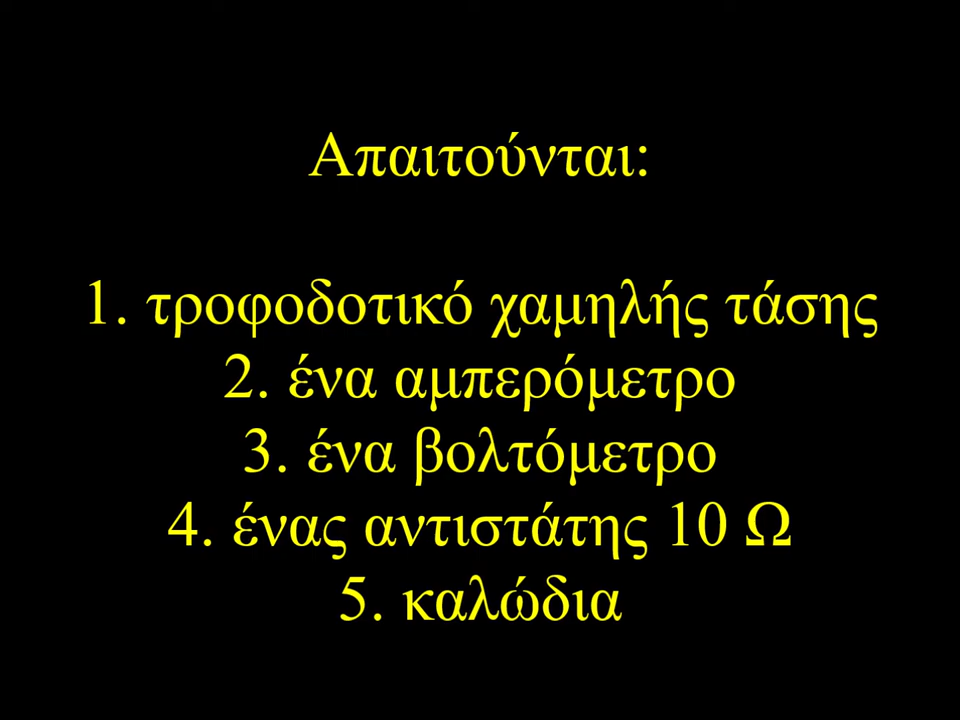 Απαιτούνται:
1. τροφοδοτικό χαμηλής τάσης
2. ένα αμπερόμετρο
3. ένα βολτόμετρο
4. ένας αντιστάτης 10 Ω
5. καλώδια